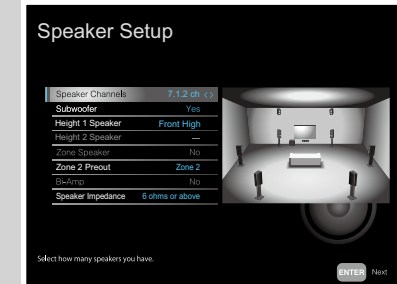 Speaker Setup
Speaker Channels 7.1.2 ch < >
Subwoofer Yes
Height 1 Speaker Front High
Height 2 Speaker ---
Zone Speaker No
Zone 2 Preout Zone 2
Bi-Amp No
Speaker Impedance 6 ohms or above
Select how many speakers you have.
ENTER Next